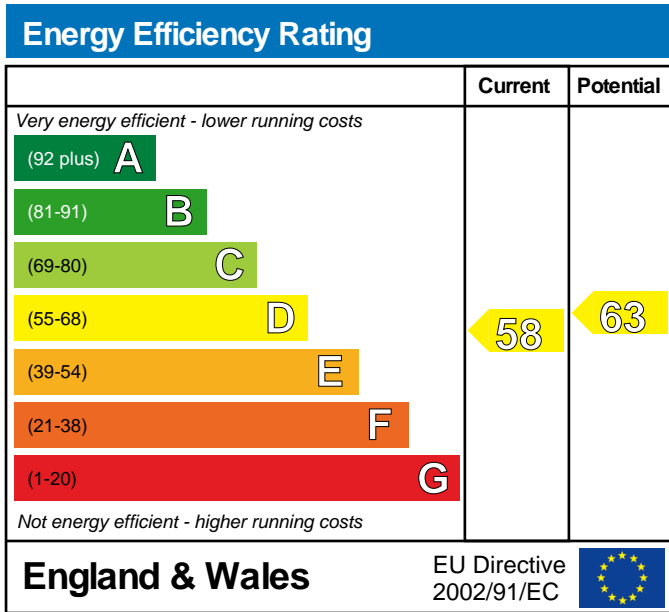 Energy Efficiency Rating
Current Potential
Very energy efficient - lower running costs
(92 plus) A
(81-91) B
(69-80) C
(55-68) D
58 63
(39-54) E
(21-38) F
(1-20) G
Not energy efficient - higher running costs
England & Wales
EU Directive
2002/91/EC